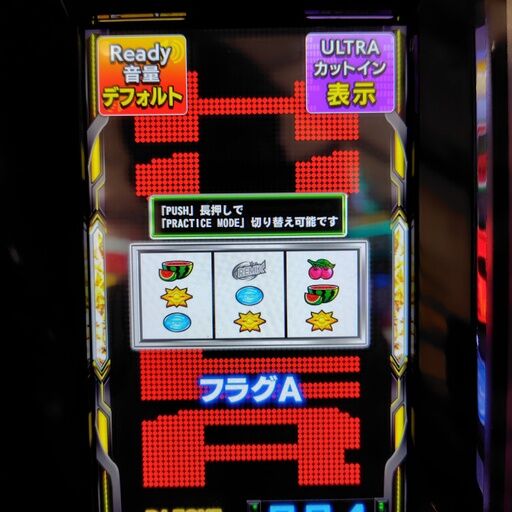 Ready
音量
デフォルト
ULTRA
カットイン
表示
『PUSH』長押しで
『PRACTICE MODE』切り替え可能です
REMIX
フラグA